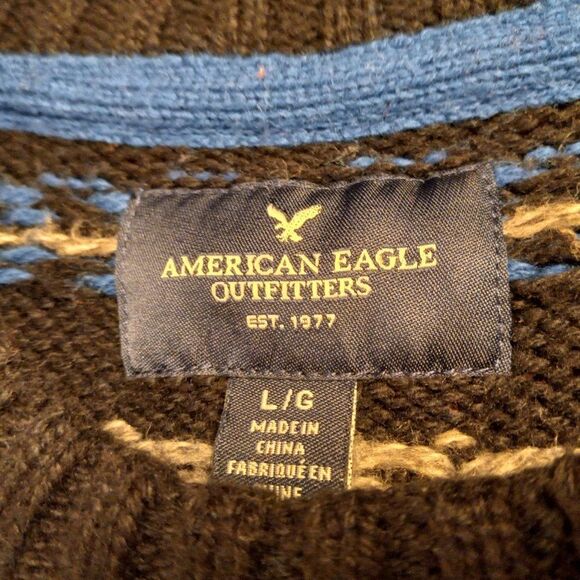 AMERICAN EAGLE
OUTFITTERS
EST. 1977
L/G
MADE IN
CHINA
FABRIQUÉ EN